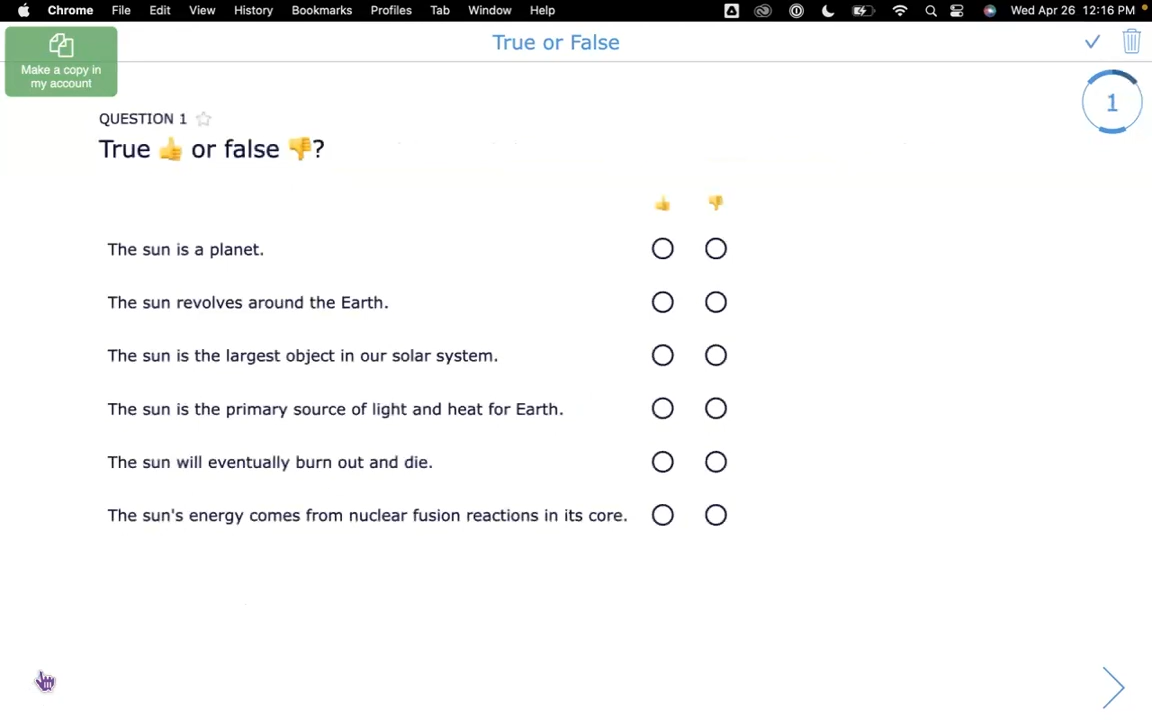 Chrome File Edit View History Bookmarks Profiles Tab Window Help Wed Apr 26 12:16 PM
True or False
Make a copy in
my account
1
QUESTION 1
True 👍 or false 👎?
👍 👎
The sun is a planet.
The sun revolves around the Earth.
The sun is the largest object in our solar system.
The sun is the primary source of light and heat for Earth.
The sun will eventually burn out and die.
The sun's energy comes from nuclear fusion reactions in its core.